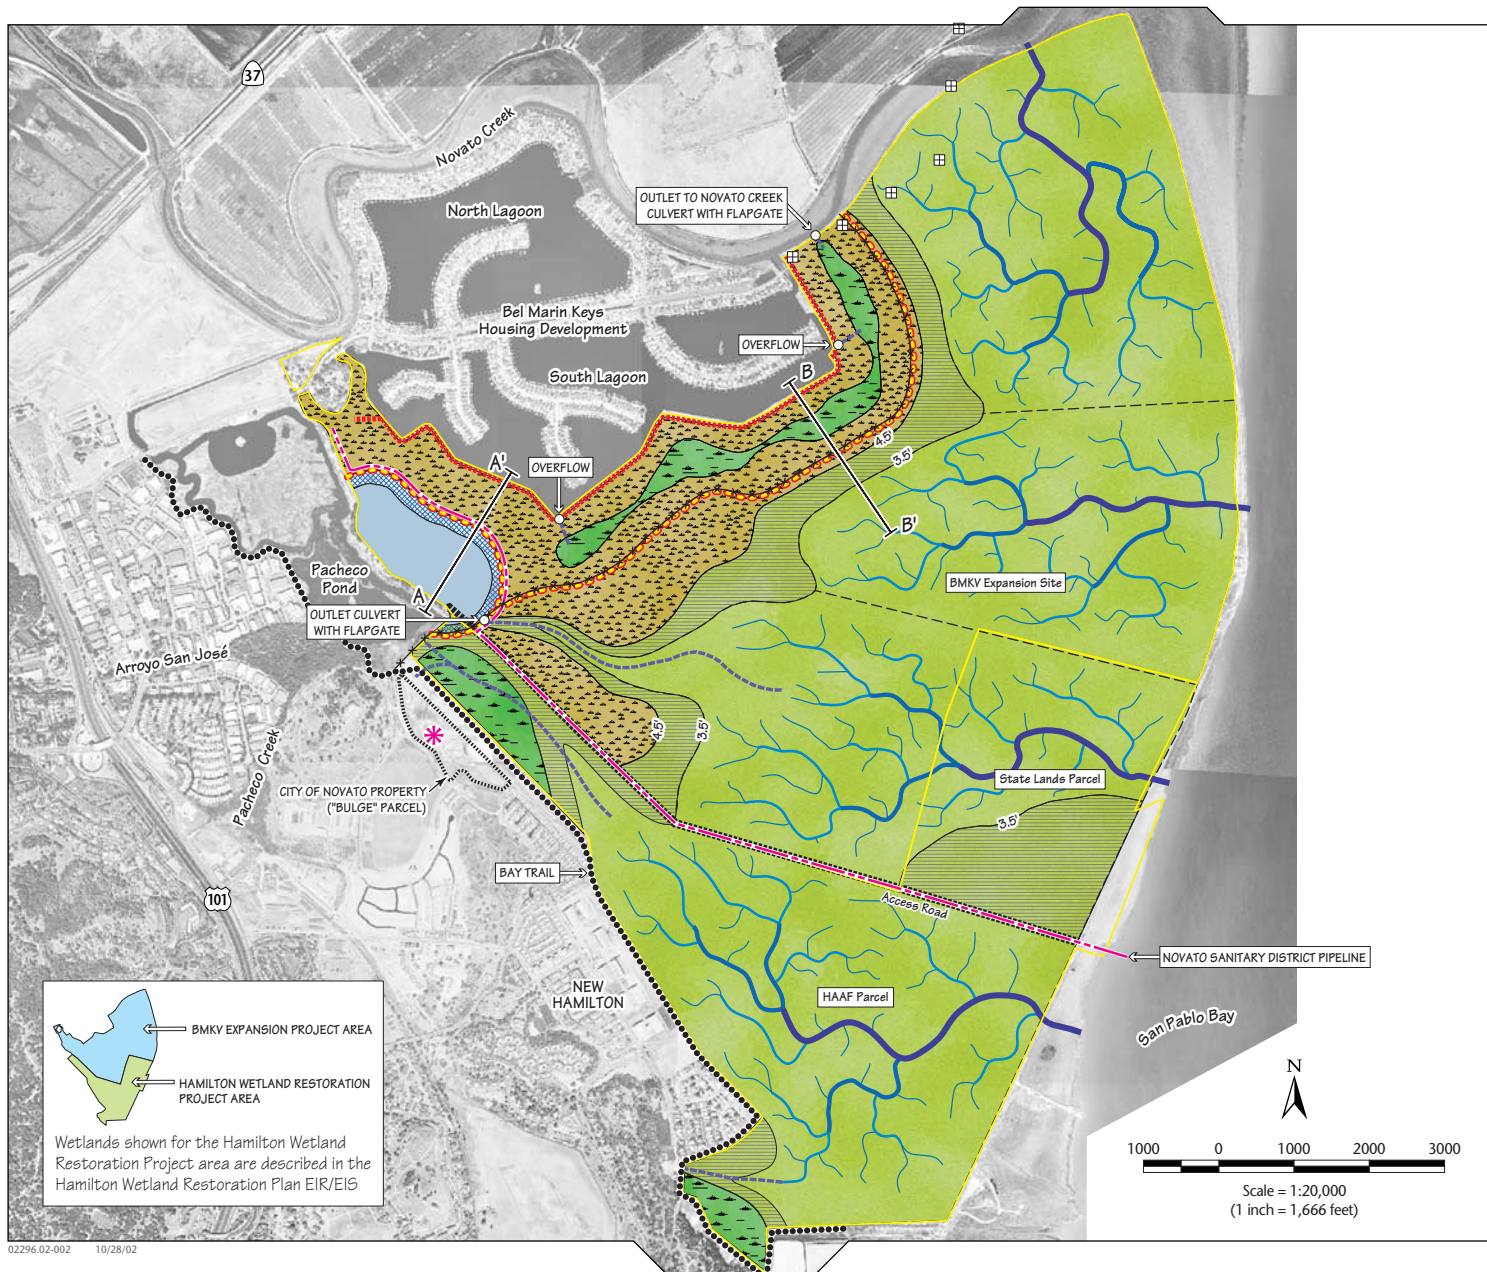 37
Novato Creek
North Lagoon
OUTLET TO NOVATO CREEK
CULVERT WITH FLAPGATE
Bel Marin Keys
Housing Development
OVERFLOW
South Lagoon
B
4.5'
3.5'
A'
OVERFLOW
B'
Pacheco
Pond
A
BMKV Expansion Site
OUTLET CULVERT
WITH FLAPGATE
Arroyo San José
4.5'
3.5'
Pacheco Creek
CITY OF NOVATO PROPERTY
("BULGE" PARCEL)
State Lands Parcel
3.5'
BAY TRAIL
101
Access Road
NOVATO SANITARY DISTRICT PIPELINE
NEW
HAMILTON
HAAF Parcel
San Pablo Bay
BMKV EXPANSION PROJECT AREA
HAMILTON WETLAND RESTORATION
PROJECT AREA
Wetlands shown for the Hamilton Wetland
Restoration Project area are described in the
Hamilton Wetland Restoration Plan EIR/EIS
N
1000 0 1000 2000 3000
Scale = 1:20,000
(1 inch = 1,666 feet)
02296.02-002 10/28/02